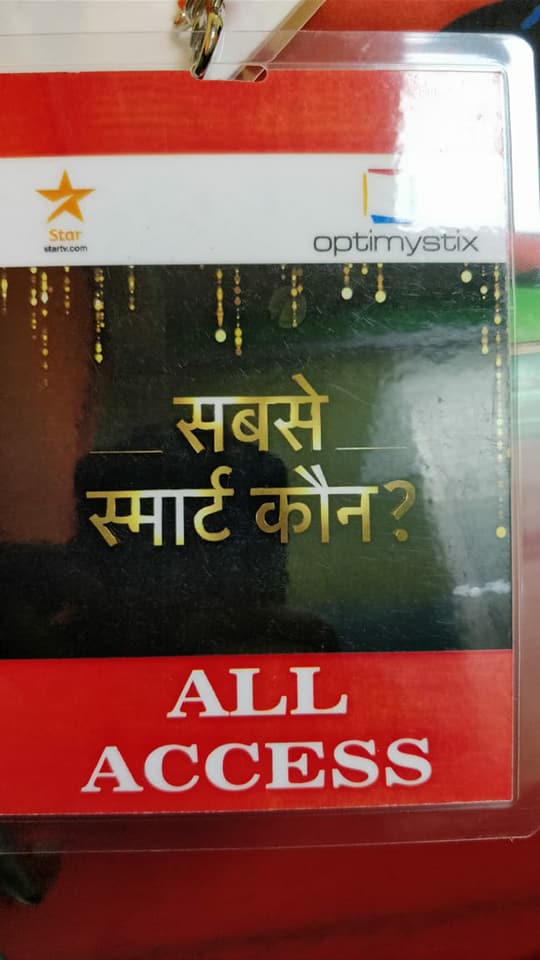 Star
startv.com
optimystix
सबसे
स्मार्ट कौन?
ALL
ACCESS